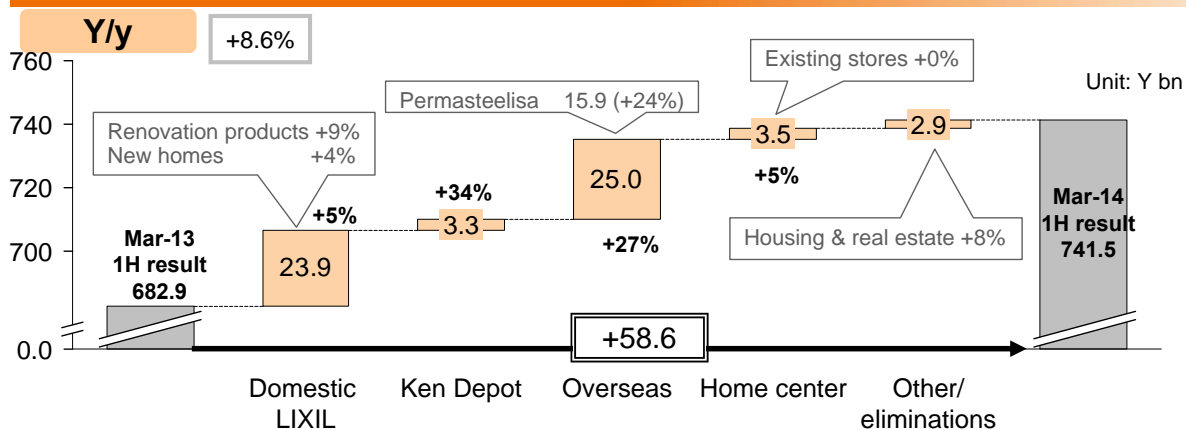 Y/y
+8.6%
Unit: Y bn
760
740
720
700
0.0
Mar-13
1H result
682.9
Renovation products +9%
New homes +4%
+5%
23.9
+34%
3.3
Permasteelisa 15.9 (+24%)
25.0
+27%
Existing stores +0%
3.5
+5%
2.9
Housing & real estate +8%
Mar-14
1H result
741.5
+58.6
Domestic
LIXIL
Ken Depot
Overseas
Home center
Other/
eliminations